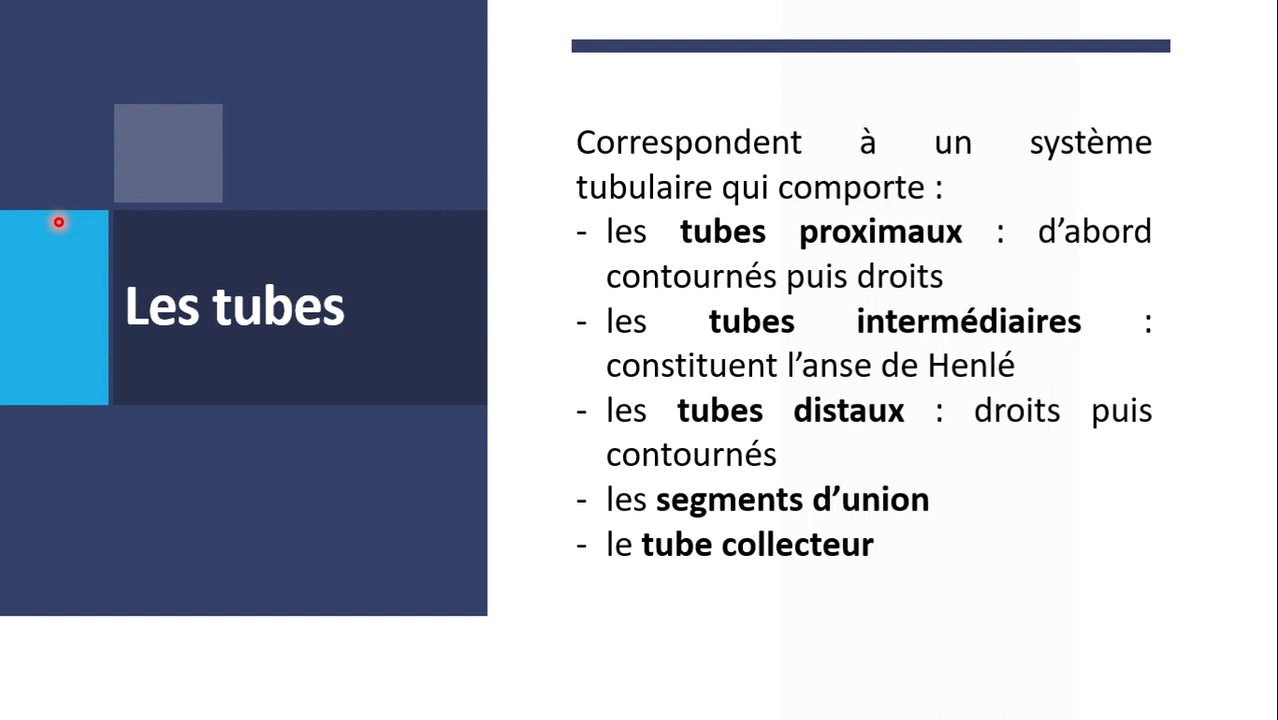 Les tubes
Correspondent à un système
tubulaire qui comporte :
- les tubes proximaux : d’abord
contournés puis droits
- les tubes intermédiaires :
constituent l’anse de Henlé
- les tubes distaux : droits puis
contournés
- les segments d’union
- le tube collecteur